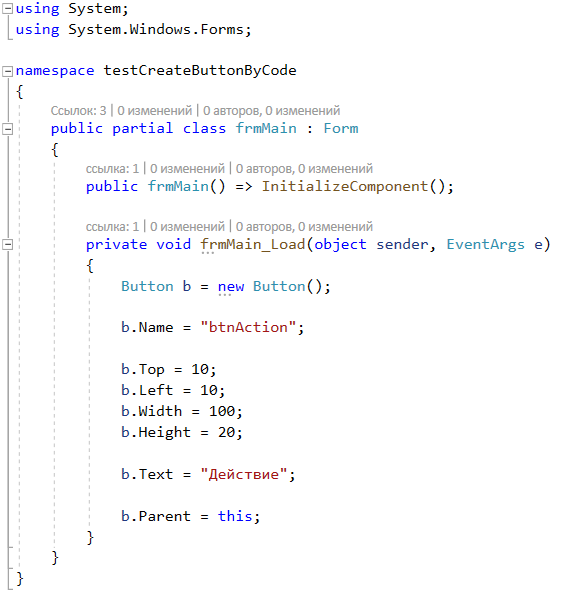 using System;
using System.Windows.Forms;
namespace testCreateButtonByCode
{
Ссылок: 3 | 0 изменений | 0 авторов, 0 изменений
public partial class frmMain : Form
{
ссылка: 1 | 0 изменений | 0 авторов, 0 изменений
public frmMain() => InitializeComponent();
ссылка: 1 | 0 изменений | 0 авторов, 0 изменений
private void frmMain_Load(object sender, EventArgs e)
{
Button b = new Button();
b.Name = "btnAction";
b.Top = 10;
b.Left = 10;
b.Width = 100;
b.Height = 20;
b.Text = "Действие";
b.Parent = this;
}
}
}